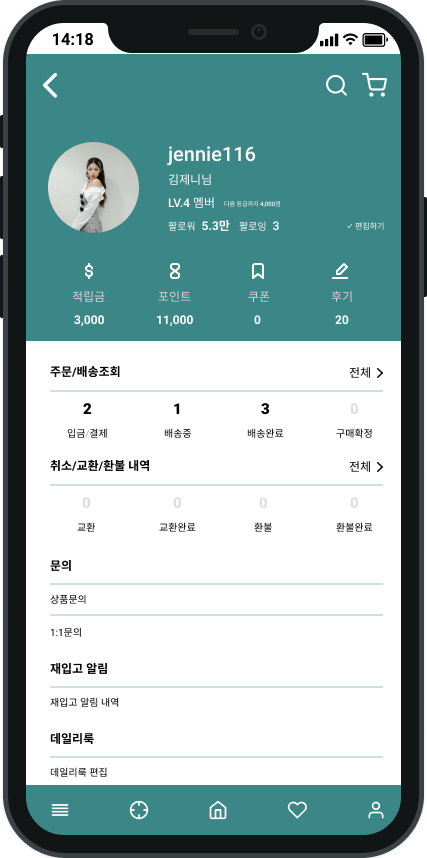 14:18
jennie116
김제니님
LV.4 멤버 다음 등급까지 4,000원
팔로워 5.3만 팔로잉 3 편집하기
적립금 포인트 쿠폰 후기
3,000 11,000 0 20
주문/배송조회 전체
2 1 3 0
입금/결제 배송중 배송완료 구매확정
취소/교환/환불 내역 전체
0 0 0 0
교환 교환완료 환불 환불완료
문의
상품문의
1:1문의
재입고 알림
재입고 알림 내역
데일리룩
데일리룩 편집